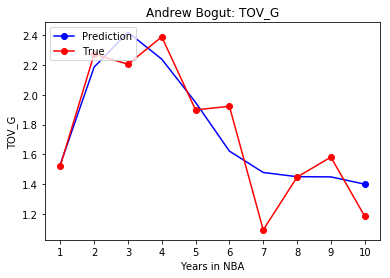 Andrew Bogut: TOV_G
Prediction
True
2.4
2.2
2.0
1.8
1.6
1.4
1.2
TOV_G
1 2 3 4 5 6 7 8 9 10
Years in NBA